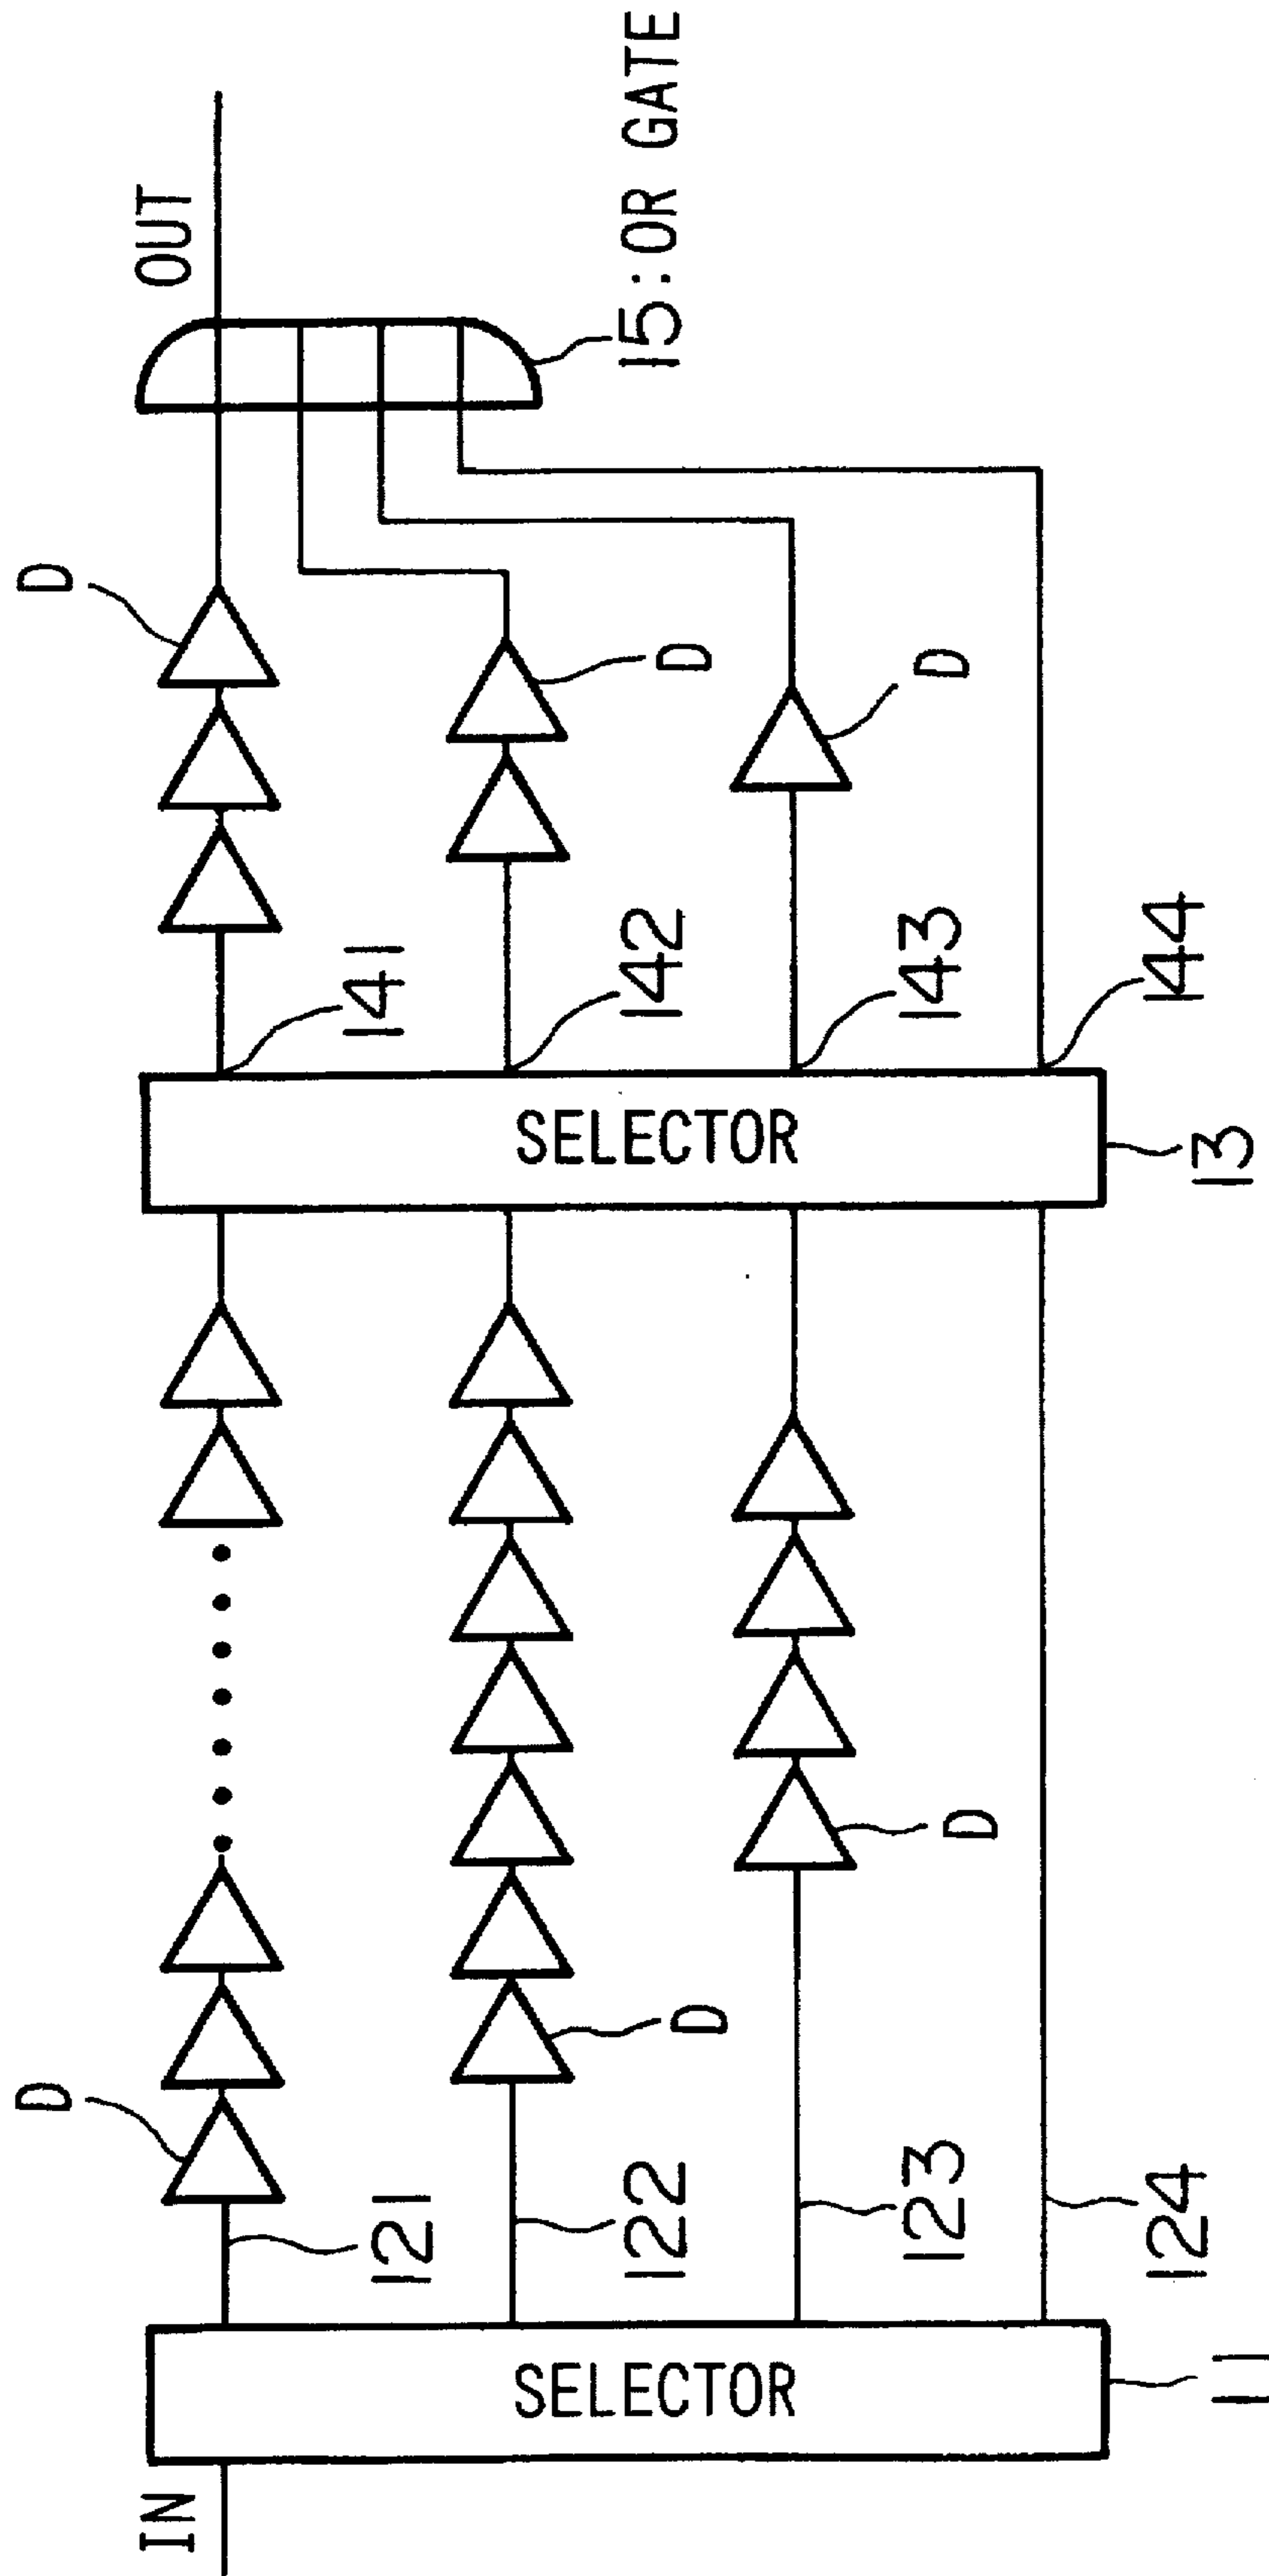 IN
SELECTOR
11
D
121
D
122
D
123
124
SELECTOR
13
141
142
143
144
D
D
D
OUT
15:OR GATE